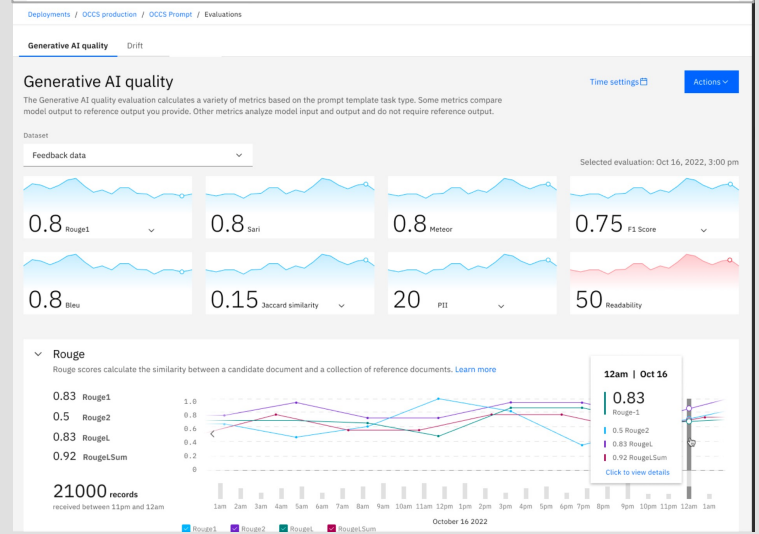 Deployments / OCCS production / OCCS Prompt / Evaluations
Generative AI quality Drift
Generative AI quality
Time settings Actions
The Generative AI quality evaluation calculates a variety of metrics based on the prompt template task type. Some metrics compare
model output to reference output you provide. Other metrics analyze model input and output and do not require reference output.
Dataset
Feedback data
Selected evaluation: Oct 16, 2022, 3:00 pm
0.8 Rouge1
0.8 Sari
0.8 Meteor
0.75 F1 Score
0.8 Bleu
0.15 Jaccard similarity
20 PII
50 Readability
Rouge
Rouge scores calculate the similarity between a candidate document and a collection of reference documents. Learn more
0.83 Rouge1
0.5 Rouge2
0.83 RougeL
0.92 RougeLSum
21000 records
received between 11pm and 12am
1.0
0.8
0.6
0.4
0.2
0
12am | Oct 16
0.83
Rouge-1
0.5 Rouge2
0.83 RougeL
0.92 RougeLSum
Click to view details
1am 2am 3am 4am 5am 6am 7am 8am 9am 10am 11am 12pm 1pm 2pm 3pm 4pm 5pm 6pm 7pm 8pm 9pm 10pm 11pm 12am 1am
October 16 2022
Rouge1 Rouge2 RougeL RougeLSum